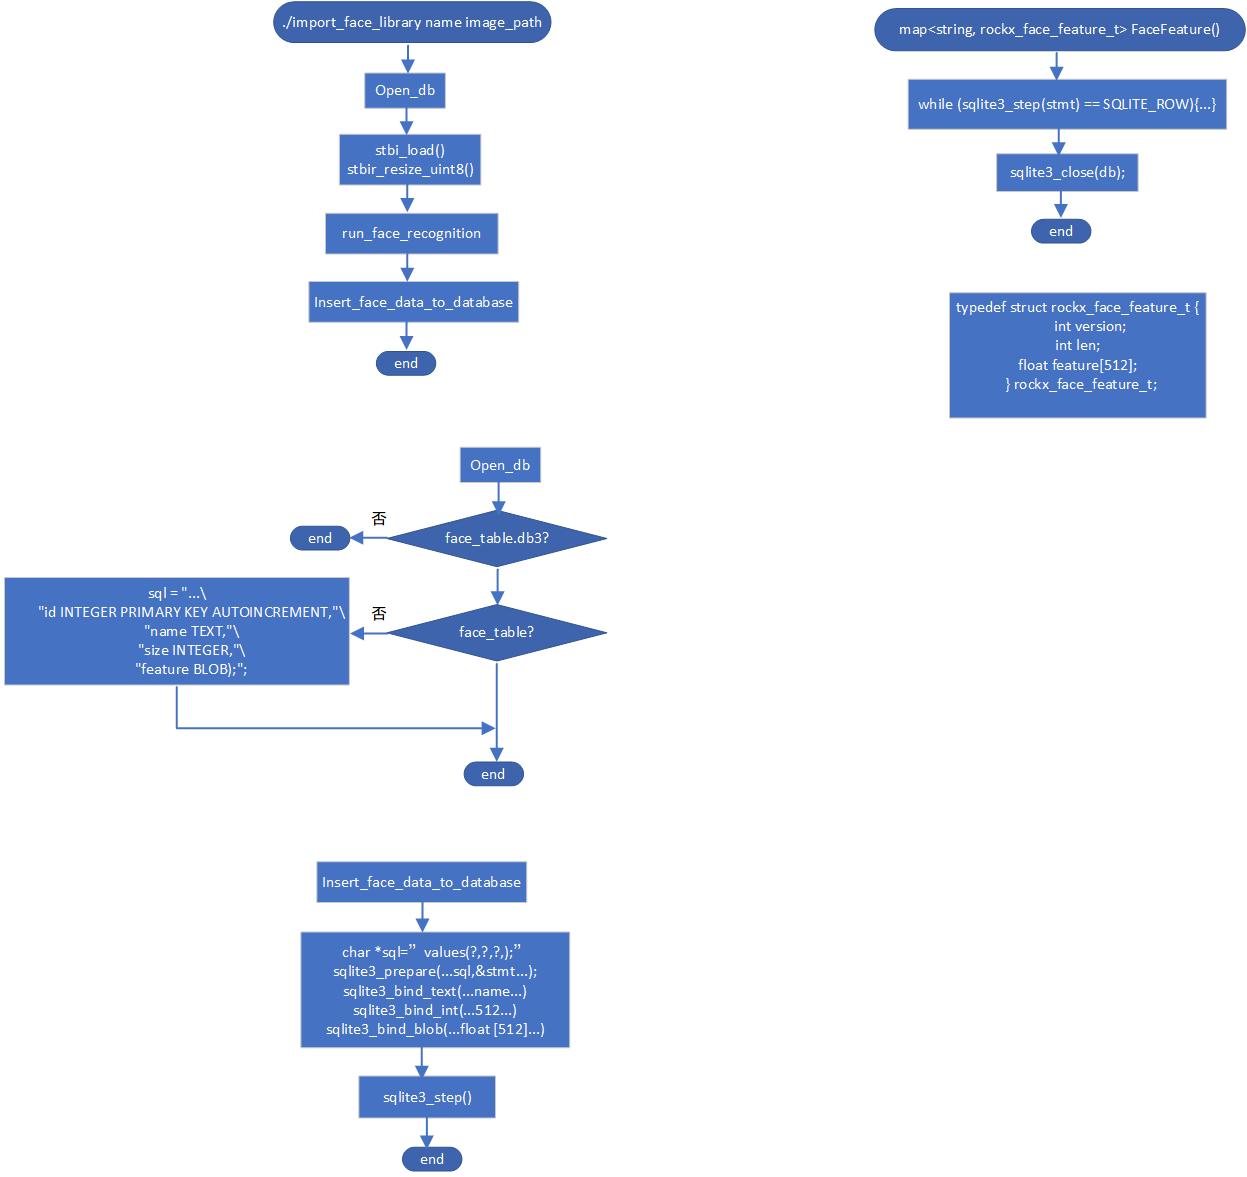 ./import_face_library name image_path
Open_db
stbi_load()
stbir_resize_uint8()
run_face_recognition
Insert_face_data_to_database
end
map<string, rockx_face_feature_t> FaceFeature()
while (sqlite3_step(stmt) == SQLITE_ROW){...}
sqlite3_close(db);
end
typedef struct rockx_face_feature_t {
int version;
int len;
float feature[512];
} rockx_face_feature_t;
Open_db
否
end
face_table.db3?
sql = "...\
"id INTEGER PRIMARY KEY AUTOINCREMENT,"\
"name TEXT,"\
"size INTEGER,"\
"feature BLOB);";
否
face_table?
end
Insert_face_data_to_database
char *sql=” values(?,?,?,);”
sqlite3_prepare(...sql,&stmt...);
sqlite3_bind_text(...name...)
sqlite3_bind_int(...512...)
sqlite3_bind_blob(...float [512]...)
sqlite3_step()
end